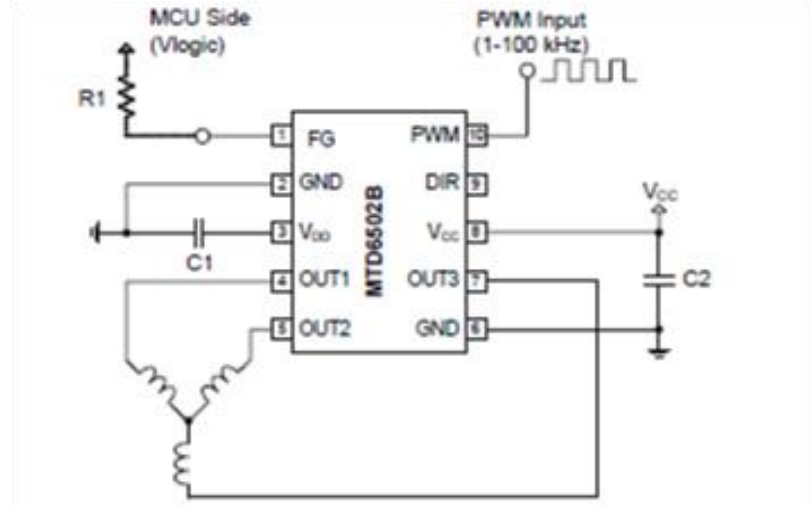 MCU Side
(Vlogic)
PWM Input
(1-100 kHz)
R1
1 FG
PWM 10
2 GND
DIR 9
3 VDD
VCC 8
4 OUT1
OUT3 7
5 OUT2
GND 6
MTD6502B
C1
VCC
C2